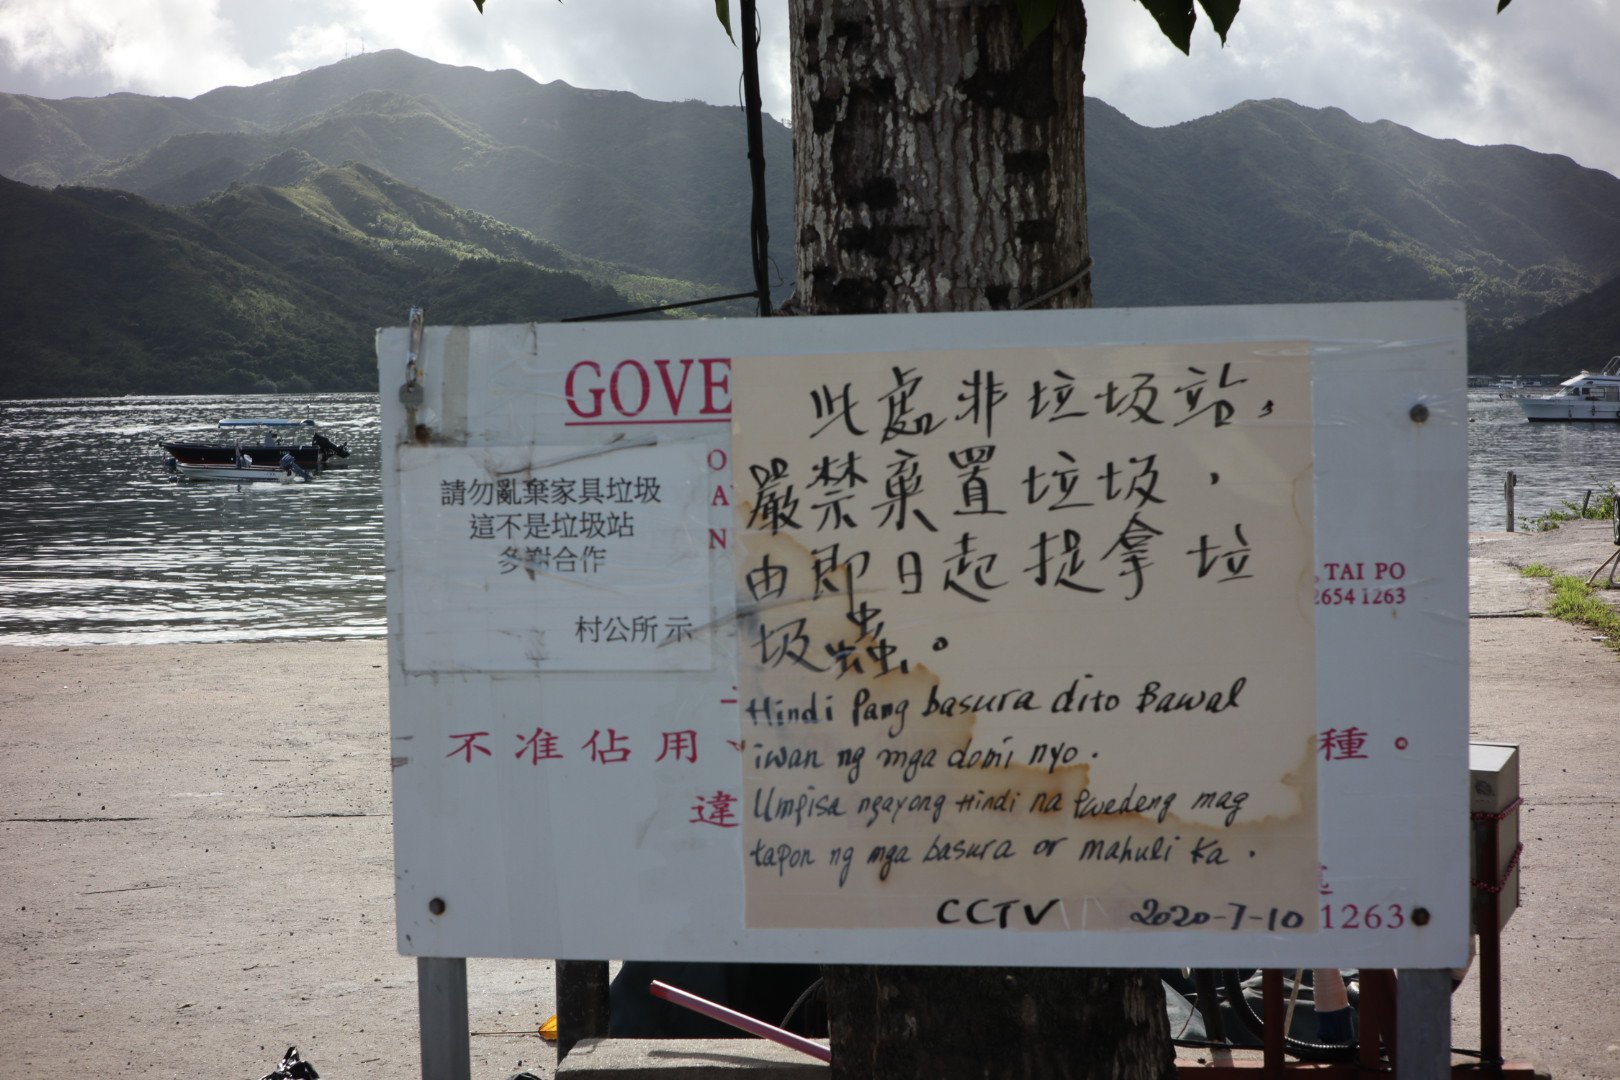 GOVE
O
A
N
, TAI PO
2654 1263
不准佔用
種。
違
1263
請勿亂棄家具垃圾
這不是垃圾站
多謝合作
村公所示
此處非垃圾站，
嚴禁棄置垃圾，
由即日起捉拿垃
圾蟲。
Hindi Pang basura dito Bawal
iwan ng mga domi nyo.
Umpisa ngayong Hindi na Pwedeng mag
tapon ng mga basura or mahuli ka.
CCTV 2020-7-10